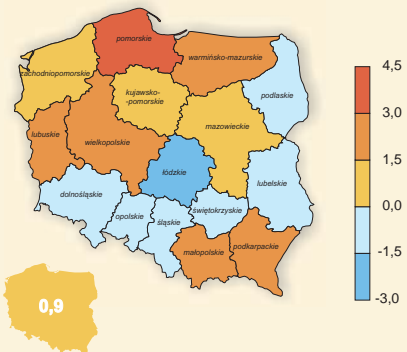 pomorskie
warmińsko-mazurskie
zachodniopomorskie
podlaskie
kujawsko-
-pomorskie
mazowieckie
lubuskie
wielkopolskie
łódzkie
lubelskie
dolnośląskie
opolskie
śląskie
świętokrzyskie
małopolskie
podkarpackie
0,9
4,5
3,0
1,5
0,0
-1,5
-3,0